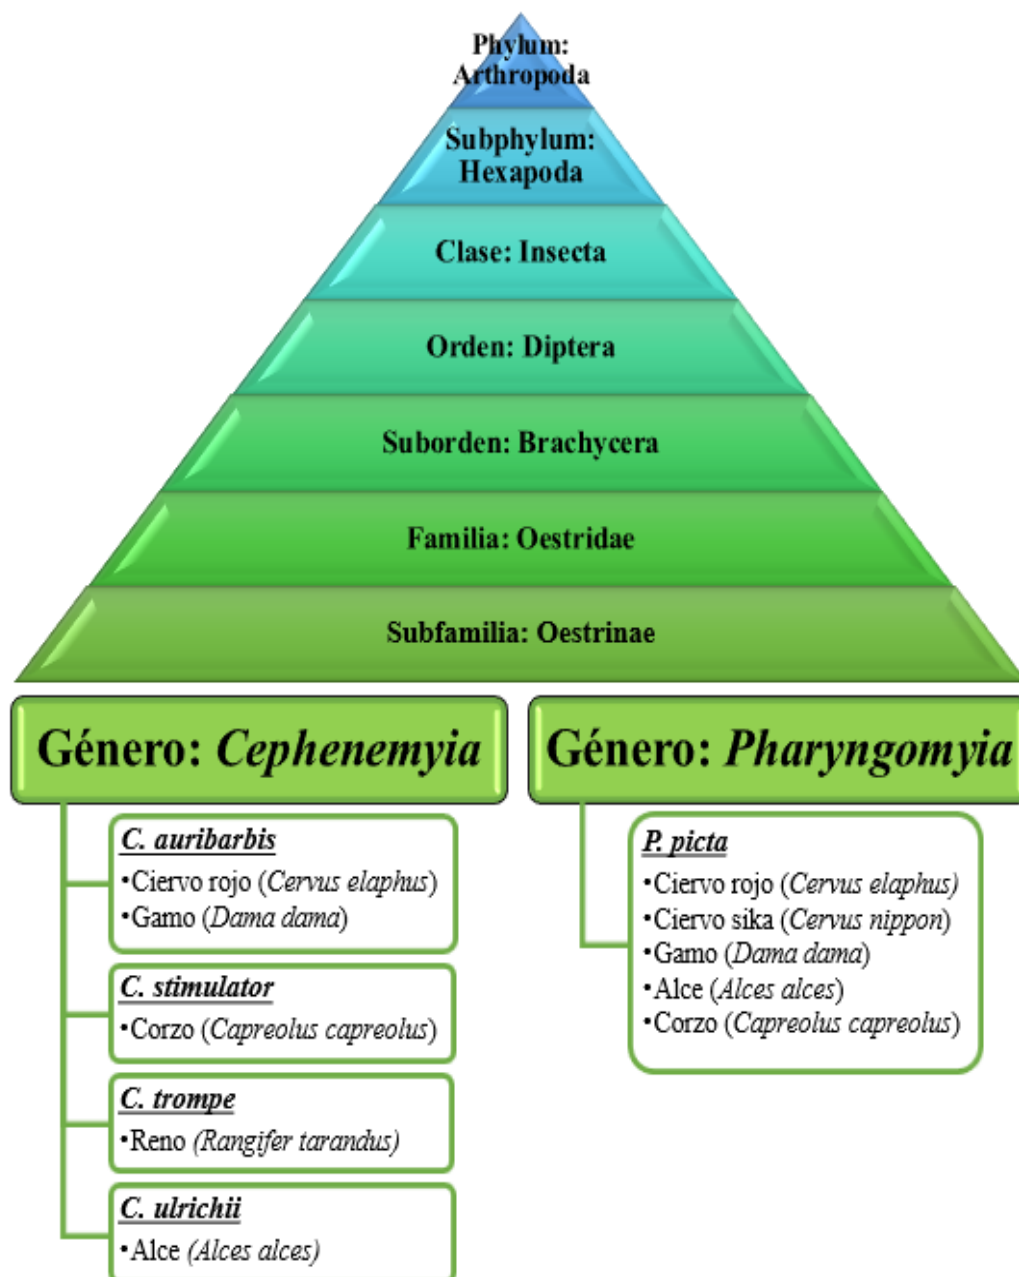 Phylum:
Arthropoda
Subphylum:
Hexapoda
Clase: Insecta
Orden: Diptera
Suborden: Brachycera
Familia: Oestridae
Subfamilia: Oestrinae
Género: Cephenemyia
C. auribarbis
•Ciervo rojo (Cervus elaphus)
•Gamo (Dama dama)
C. stimulator
•Corzo (Capreolus capreolus)
C. trompe
•Reno (Rangifer tarandus)
C. ulrichii
•Alce (Alces alces)
Género: Pharyngomyia
P. picta
•Ciervo rojo (Cervus elaphus)
•Ciervo sika (Cervus nippon)
•Gamo (Dama dama)
•Alce (Alces alces)
•Corzo (Capreolus capreolus)